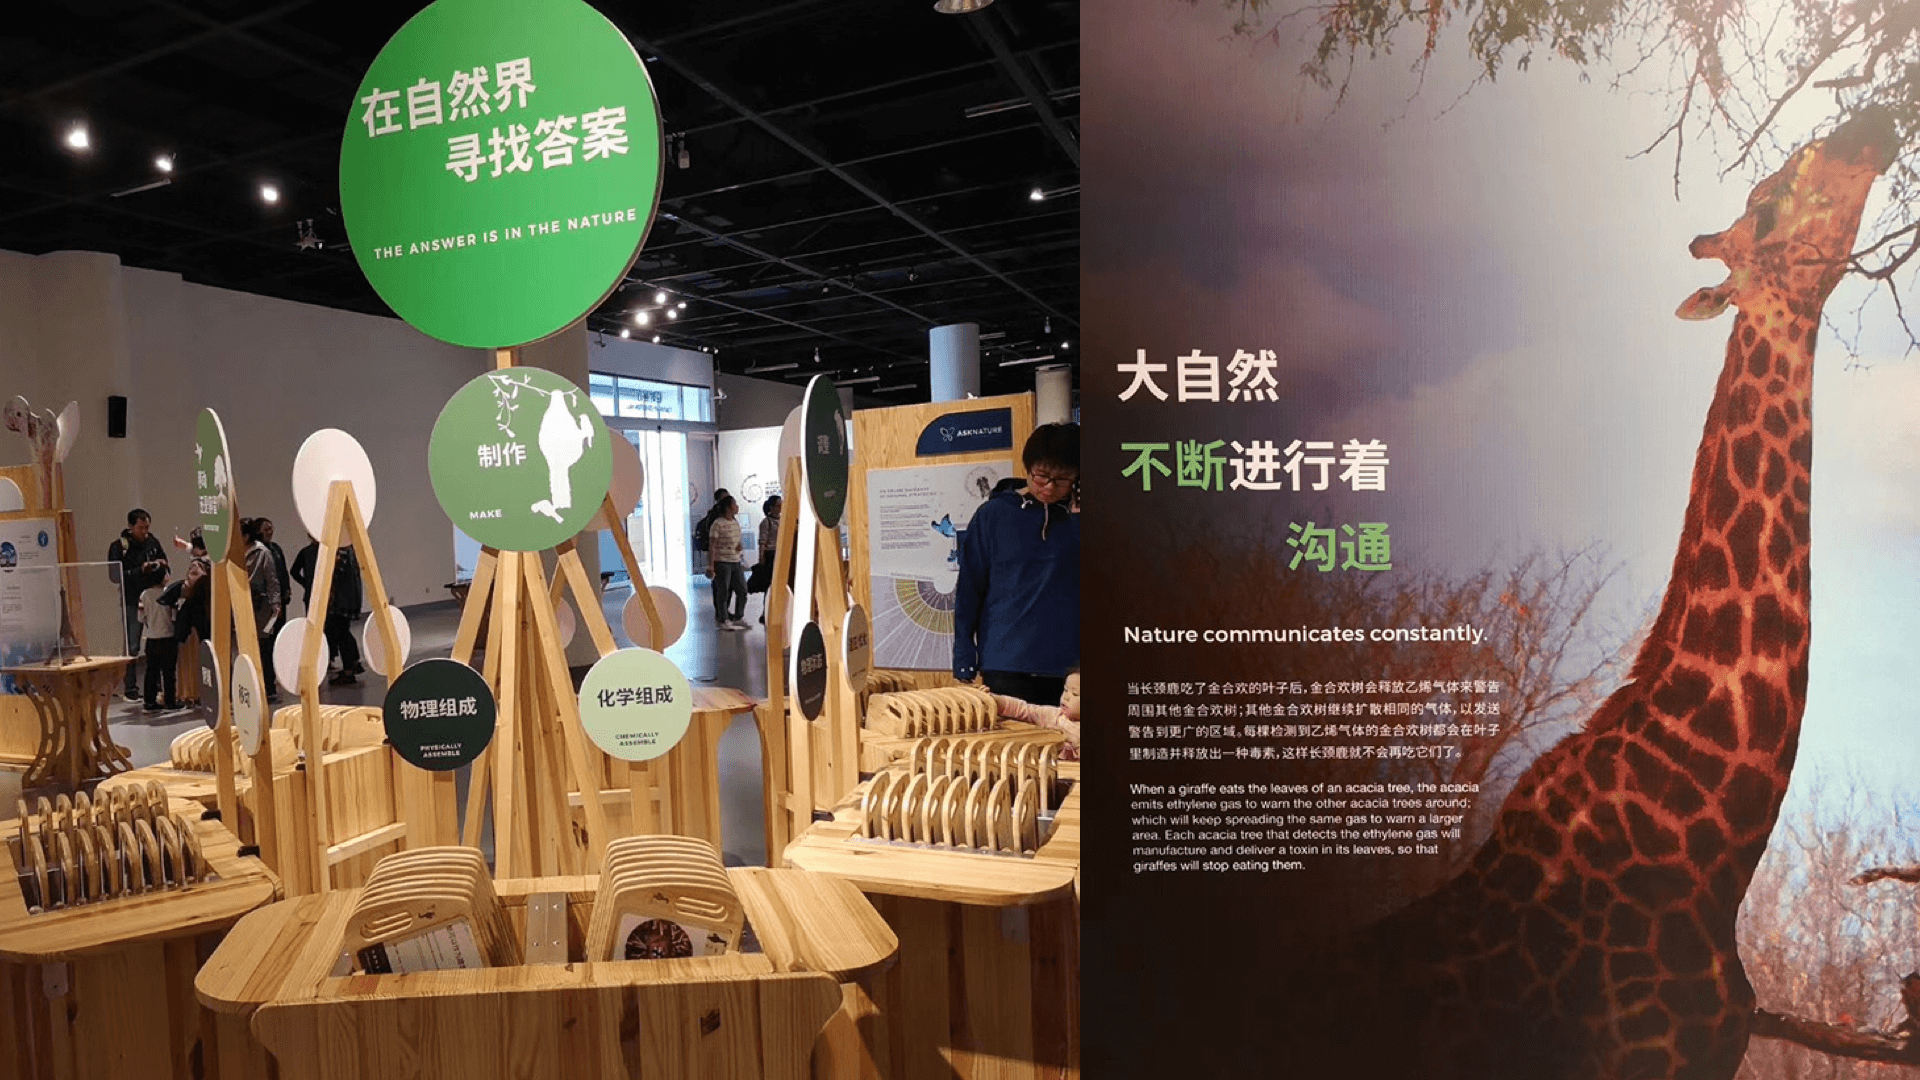 在自然界
寻找答案
THE ANSWER IS IN THE NATURE
制作
MAKE
物理组成
PHYSICALLY
ASSEMBLE
化学组成
CHEMICALLY
ASSEMBLE
移动
ASKNATURE
大自然
不断进行着
沟通
Nature communicates constantly.
当长颈鹿吃了金合欢的叶子后，金合欢树会释放乙烯气体来警告
周围其他金合欢树；其他金合欢树继续扩散相同的气体，以发送
警告到更广的区域。每棵检测到乙烯气体的金合欢树都会在叶子
里制造并释放出一种毒素，这样长颈鹿就不会再吃它们了。
When a giraffe eats the leaves of an acacia tree, the acacia
emits ethylene gas to warn the other acacia trees around;
which will keep spreading the same gas to warn a larger
area. Each acacia tree that detects the ethylene gas will
manufacture and deliver a toxin in its leaves, so that
giraffes will stop eating them.